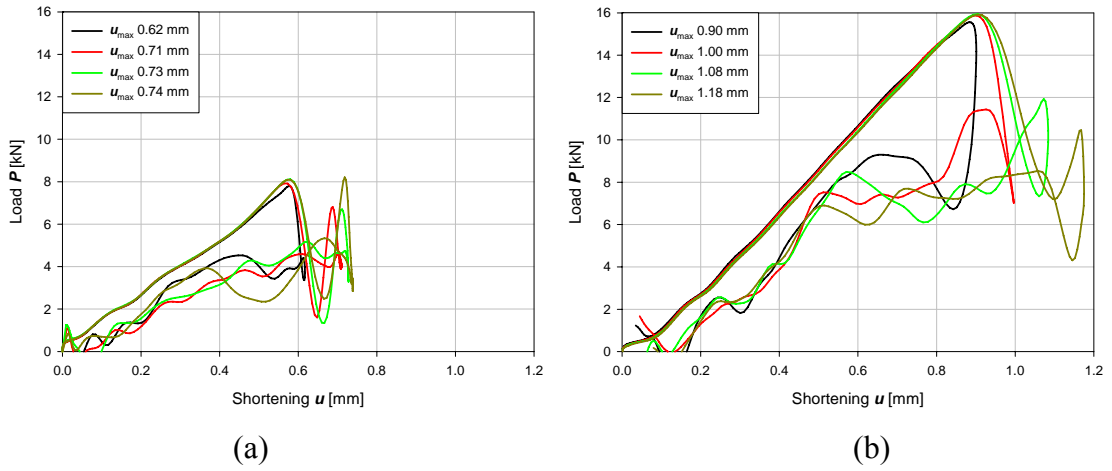 16
14
12
10
8
6
4
2
0
Load P [kN]
u max 0.62 mm
u max 0.71 mm
u max 0.73 mm
u max 0.74 mm
0.0 0.2 0.4 0.6 0.8 1.0 1.2
Shortening u [mm]
(a)
16
14
12
10
8
6
4
2
0
Load P [kN]
u max 0.90 mm
u max 1.00 mm
u max 1.08 mm
u max 1.18 mm
0.0 0.2 0.4 0.6 0.8 1.0 1.2
Shortening u [mm]
(b)